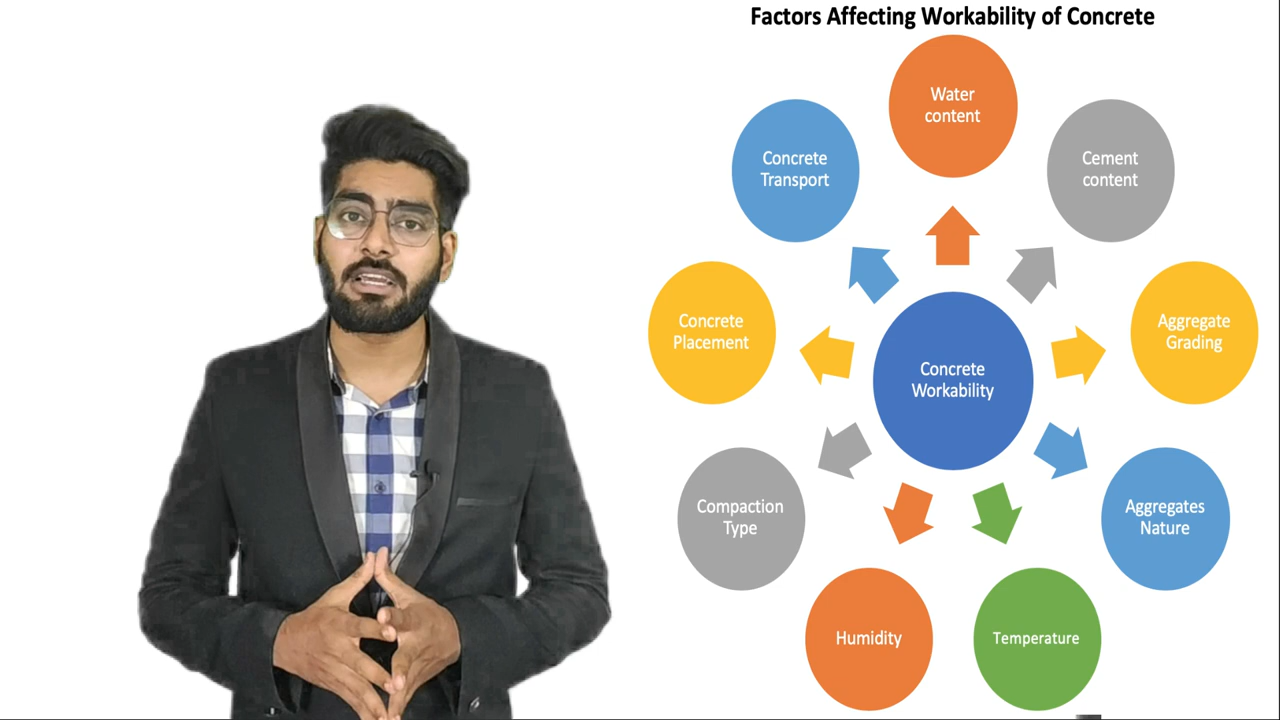 Factors Affecting Workability of Concrete
Water
content
Cement
content
Aggregate
Grading
Aggregates
Nature
Temperature
Humidity
Compaction
Type
Concrete
Placement
Concrete
Transport
Concrete
Workability